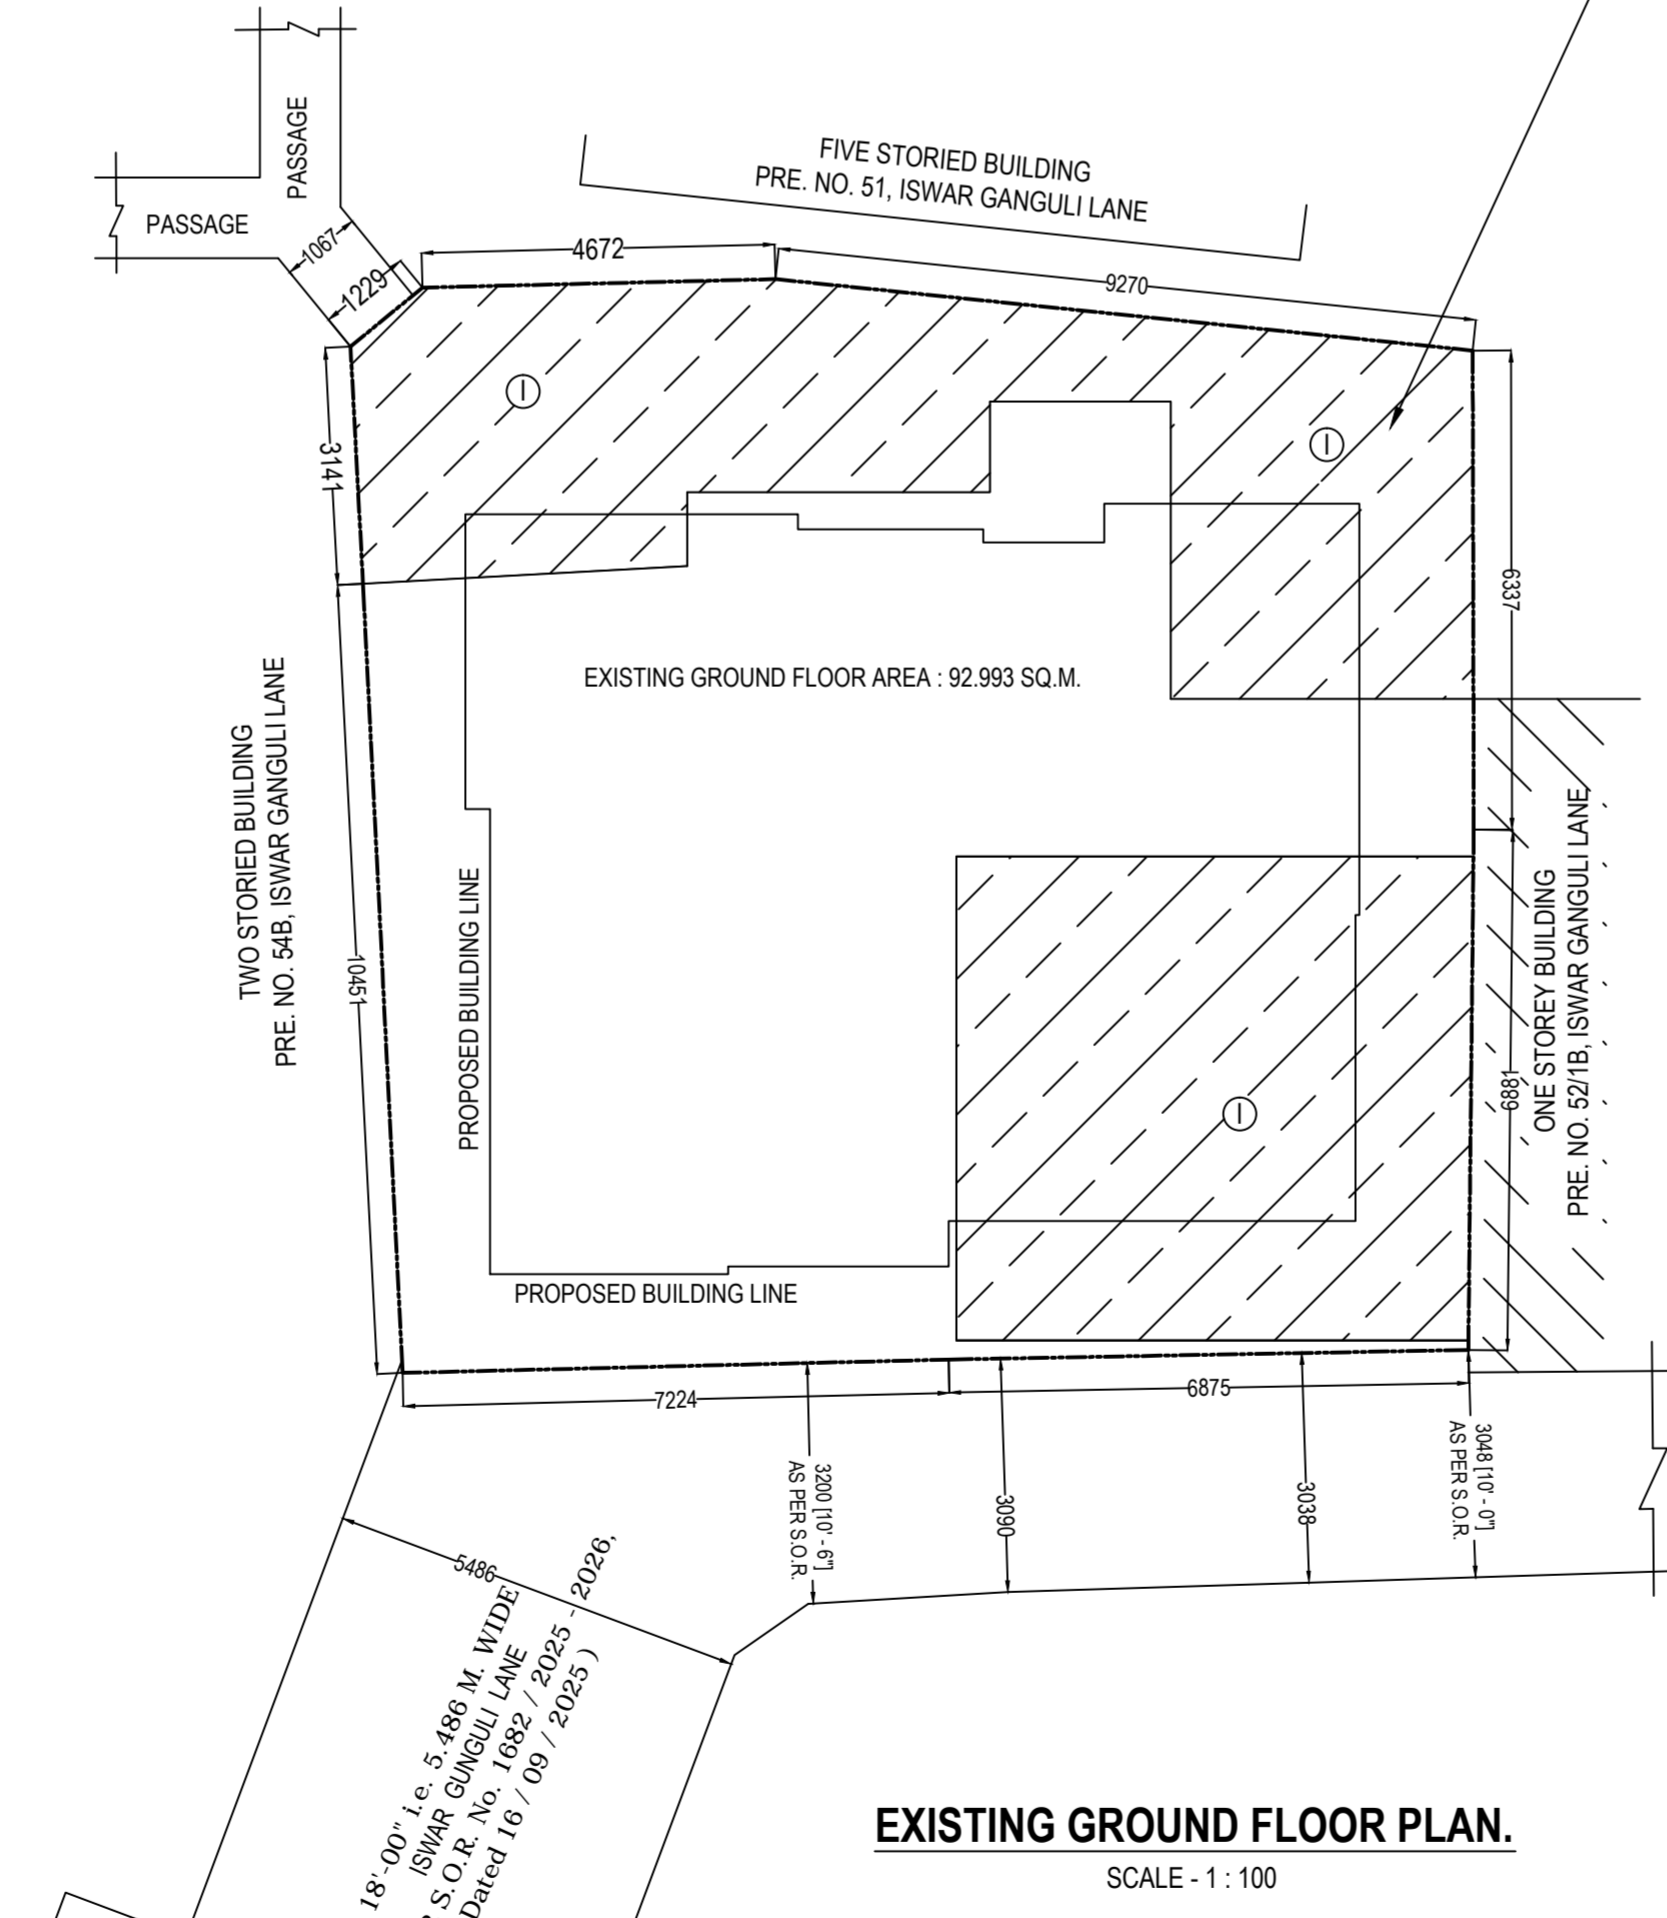 PASSAGE
PASSAGE
1067
1229
4672
9270
FIVE STORIED BUILDING
PRE. NO. 51, ISWAR GANGULI LANE
I
I
3141
6337
EXISTING GROUND FLOOR AREA : 92.993 SQ.M.
TWO STORIED BUILDING
PRE. NO. 54B, ISWAR GANGULI LANE
10451
PROPOSED BUILDING LINE
ONE STOREY BUILDING
PRE. NO. 52/1B, ISWAR GANGULI LANE
6881
I
PROPOSED BUILDING LINE
7224
6875
3200 [10' - 6"]
AS PER S.O.R.
3090
3038
3048 [10' - 0"]
AS PER S.O.R.
5486
18'-00" i.e. 5.486 M. WIDE
ISWAR GUNGULI LANE
S.O.R. No. 1682 / 2025 - 2026,
Dated 16 / 09 / 2025 )
EXISTING GROUND FLOOR PLAN.
SCALE - 1 : 100